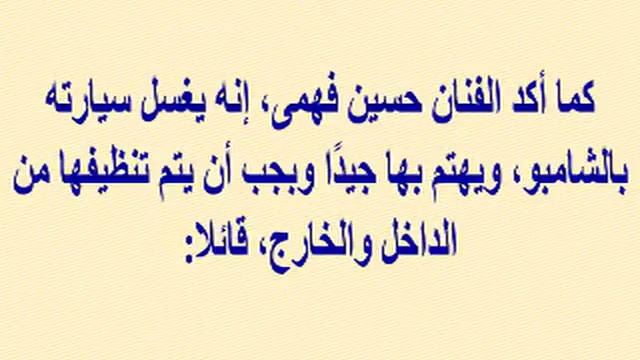 كما أكد الفنان حسين فهمى، إنه يغسل سيارته
بالشامبو، ويهتم بها جيدًا ويجب أن يتم تنظيفها من
الداخل والخارج، قائلا: